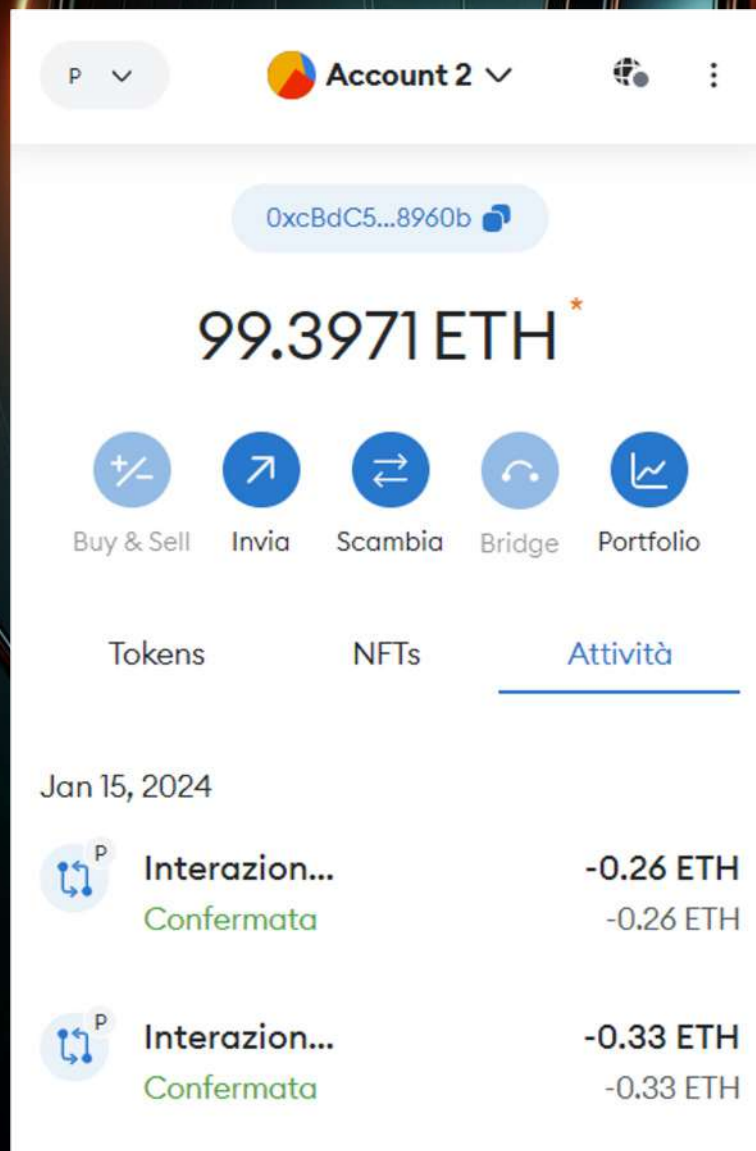 P
Account 2
0xcBdC5...8960b
99.3971 ETH *
Buy & Sell Invia Scambia Bridge Portfolio
Tokens NFTs Attività
Jan 15, 2024
P
Interazion... -0.26 ETH
Confermata -0.26 ETH
P
Interazion... -0.33 ETH
Confermata -0.33 ETH